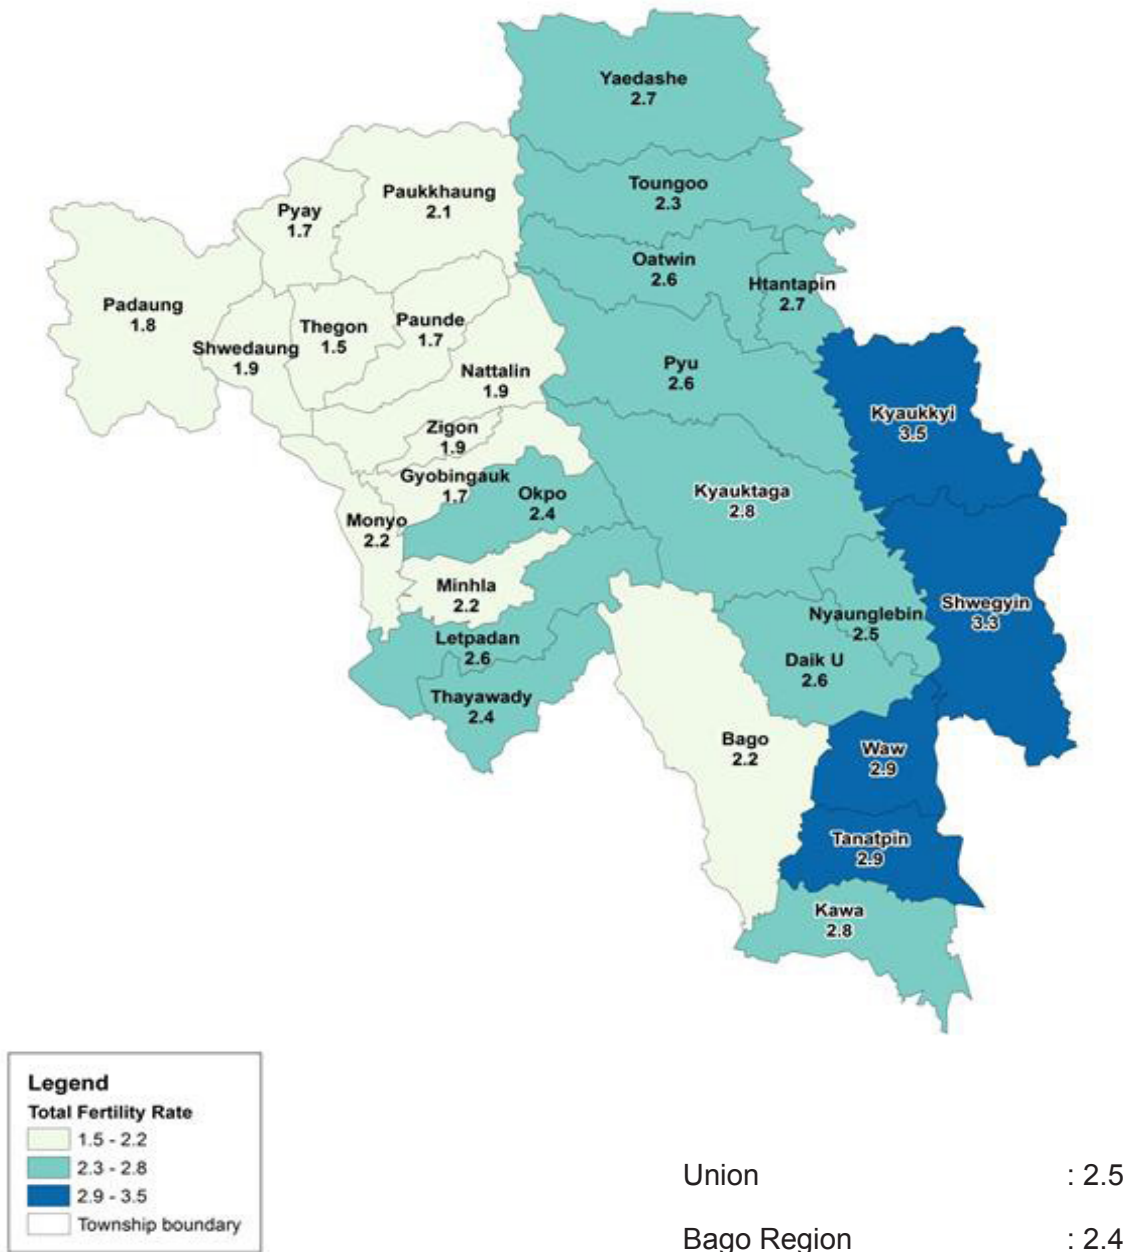 Yaedashe
2.7
Toungoo
2.3
Paukkhaung
2.1
Pyay
1.7
Oatwin
2.6
Htantapin
2.7
Padaung
1.8
Shwedaung
1.9
Thegon
1.5
Paunde
1.7
Nattalin
1.9
Pyu
2.6
Kyaukkyi
3.5
Zigon
1.9
Gyobingauk
1.7
Okpo
2.4
Kyauktaga
2.8
Monyo
2.2
Minhla
2.2
Shwegyin
3.3
Nyaunglebin
2.5
Letpadan
2.6
Daik U
2.6
Thayawady
2.4
Bago
2.2
Waw
2.9
Tanatpin
2.9
Kawa
2.8
Legend
Total Fertility Rate
1.5 - 2.2
2.3 - 2.8
2.9 - 3.5
Township boundary
Union : 2.5
Bago Region : 2.4